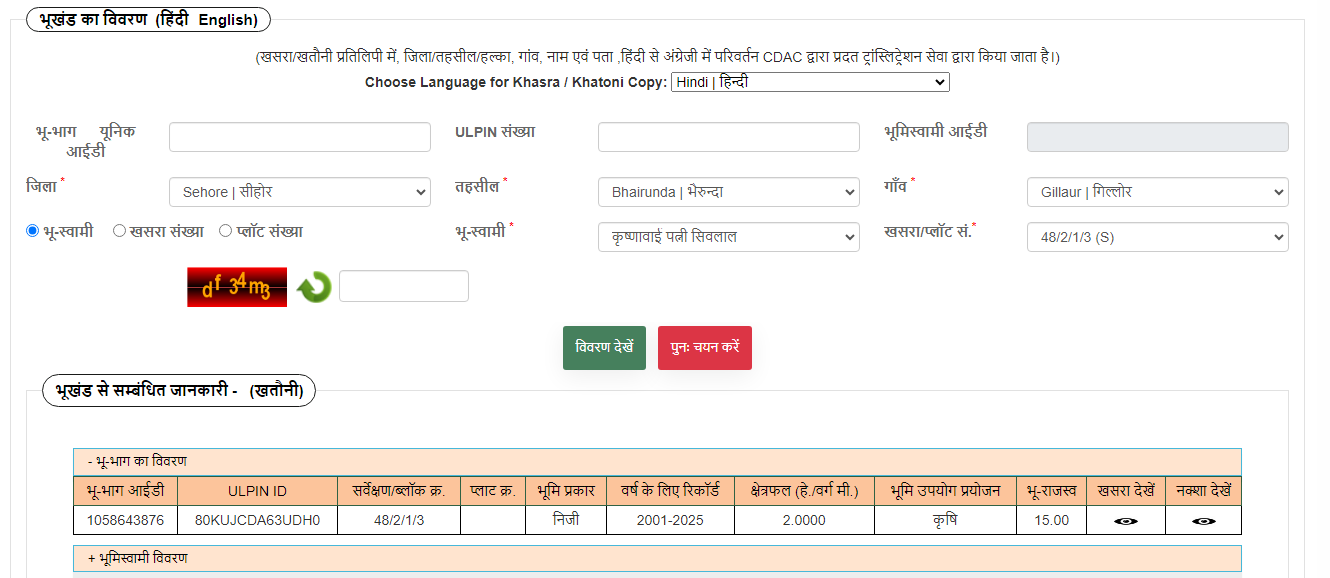 भूखंड का विवरण (हिंदी English)
(खसरा/खतौनी प्रतिलिपी में, जिला/तहसील/हल्का, गांव, नाम एवं पता ,हिंदी से अंग्रेजी में परिवर्तन CDAC द्वारा प्रदत ट्रांस्लिट्रेशन सेवा द्वारा किया जाता है।)
Choose Language for Khasra / Khatoni Copy: Hindi | हिन्दी
भू-भाग यूनिक आईडी ULPIN संख्या भूमिस्वामी आईडी
जिला * Sehore | सीहोर तहसील * Bhairunda | भैरुन्दा गाँव * Gillaur | गिल्लोर
भू-स्वामी खसरा संख्या प्लॉट संख्या भू-स्वामी * कृष्णावाई पत्नी सिवलाल खसरा/प्लॉट सं.* 48/2/1/3 (S)
df34m3
विवरण देखें पुनः चयन करें
भूखंड से सम्बंधित जानकारी - (खतौनी)
- भू-भाग का विवरण
भू-भाग आईडी ULPIN ID सर्वेक्षण/ब्लॉक क्र. प्लाट क्र. भूमि प्रकार वर्ष के लिए रिकॉर्ड क्षेत्रफल (हे./वर्ग मी.) भूमि उपयोग प्रयोजन भू-राजस्व खसरा देखें नक्शा देखें
1058643876 80KUJCDA63UDH0 48/2/1/3 निजी 2001-2025 2.0000 कृषि 15.00
+ भूमिस्वामी विवरण